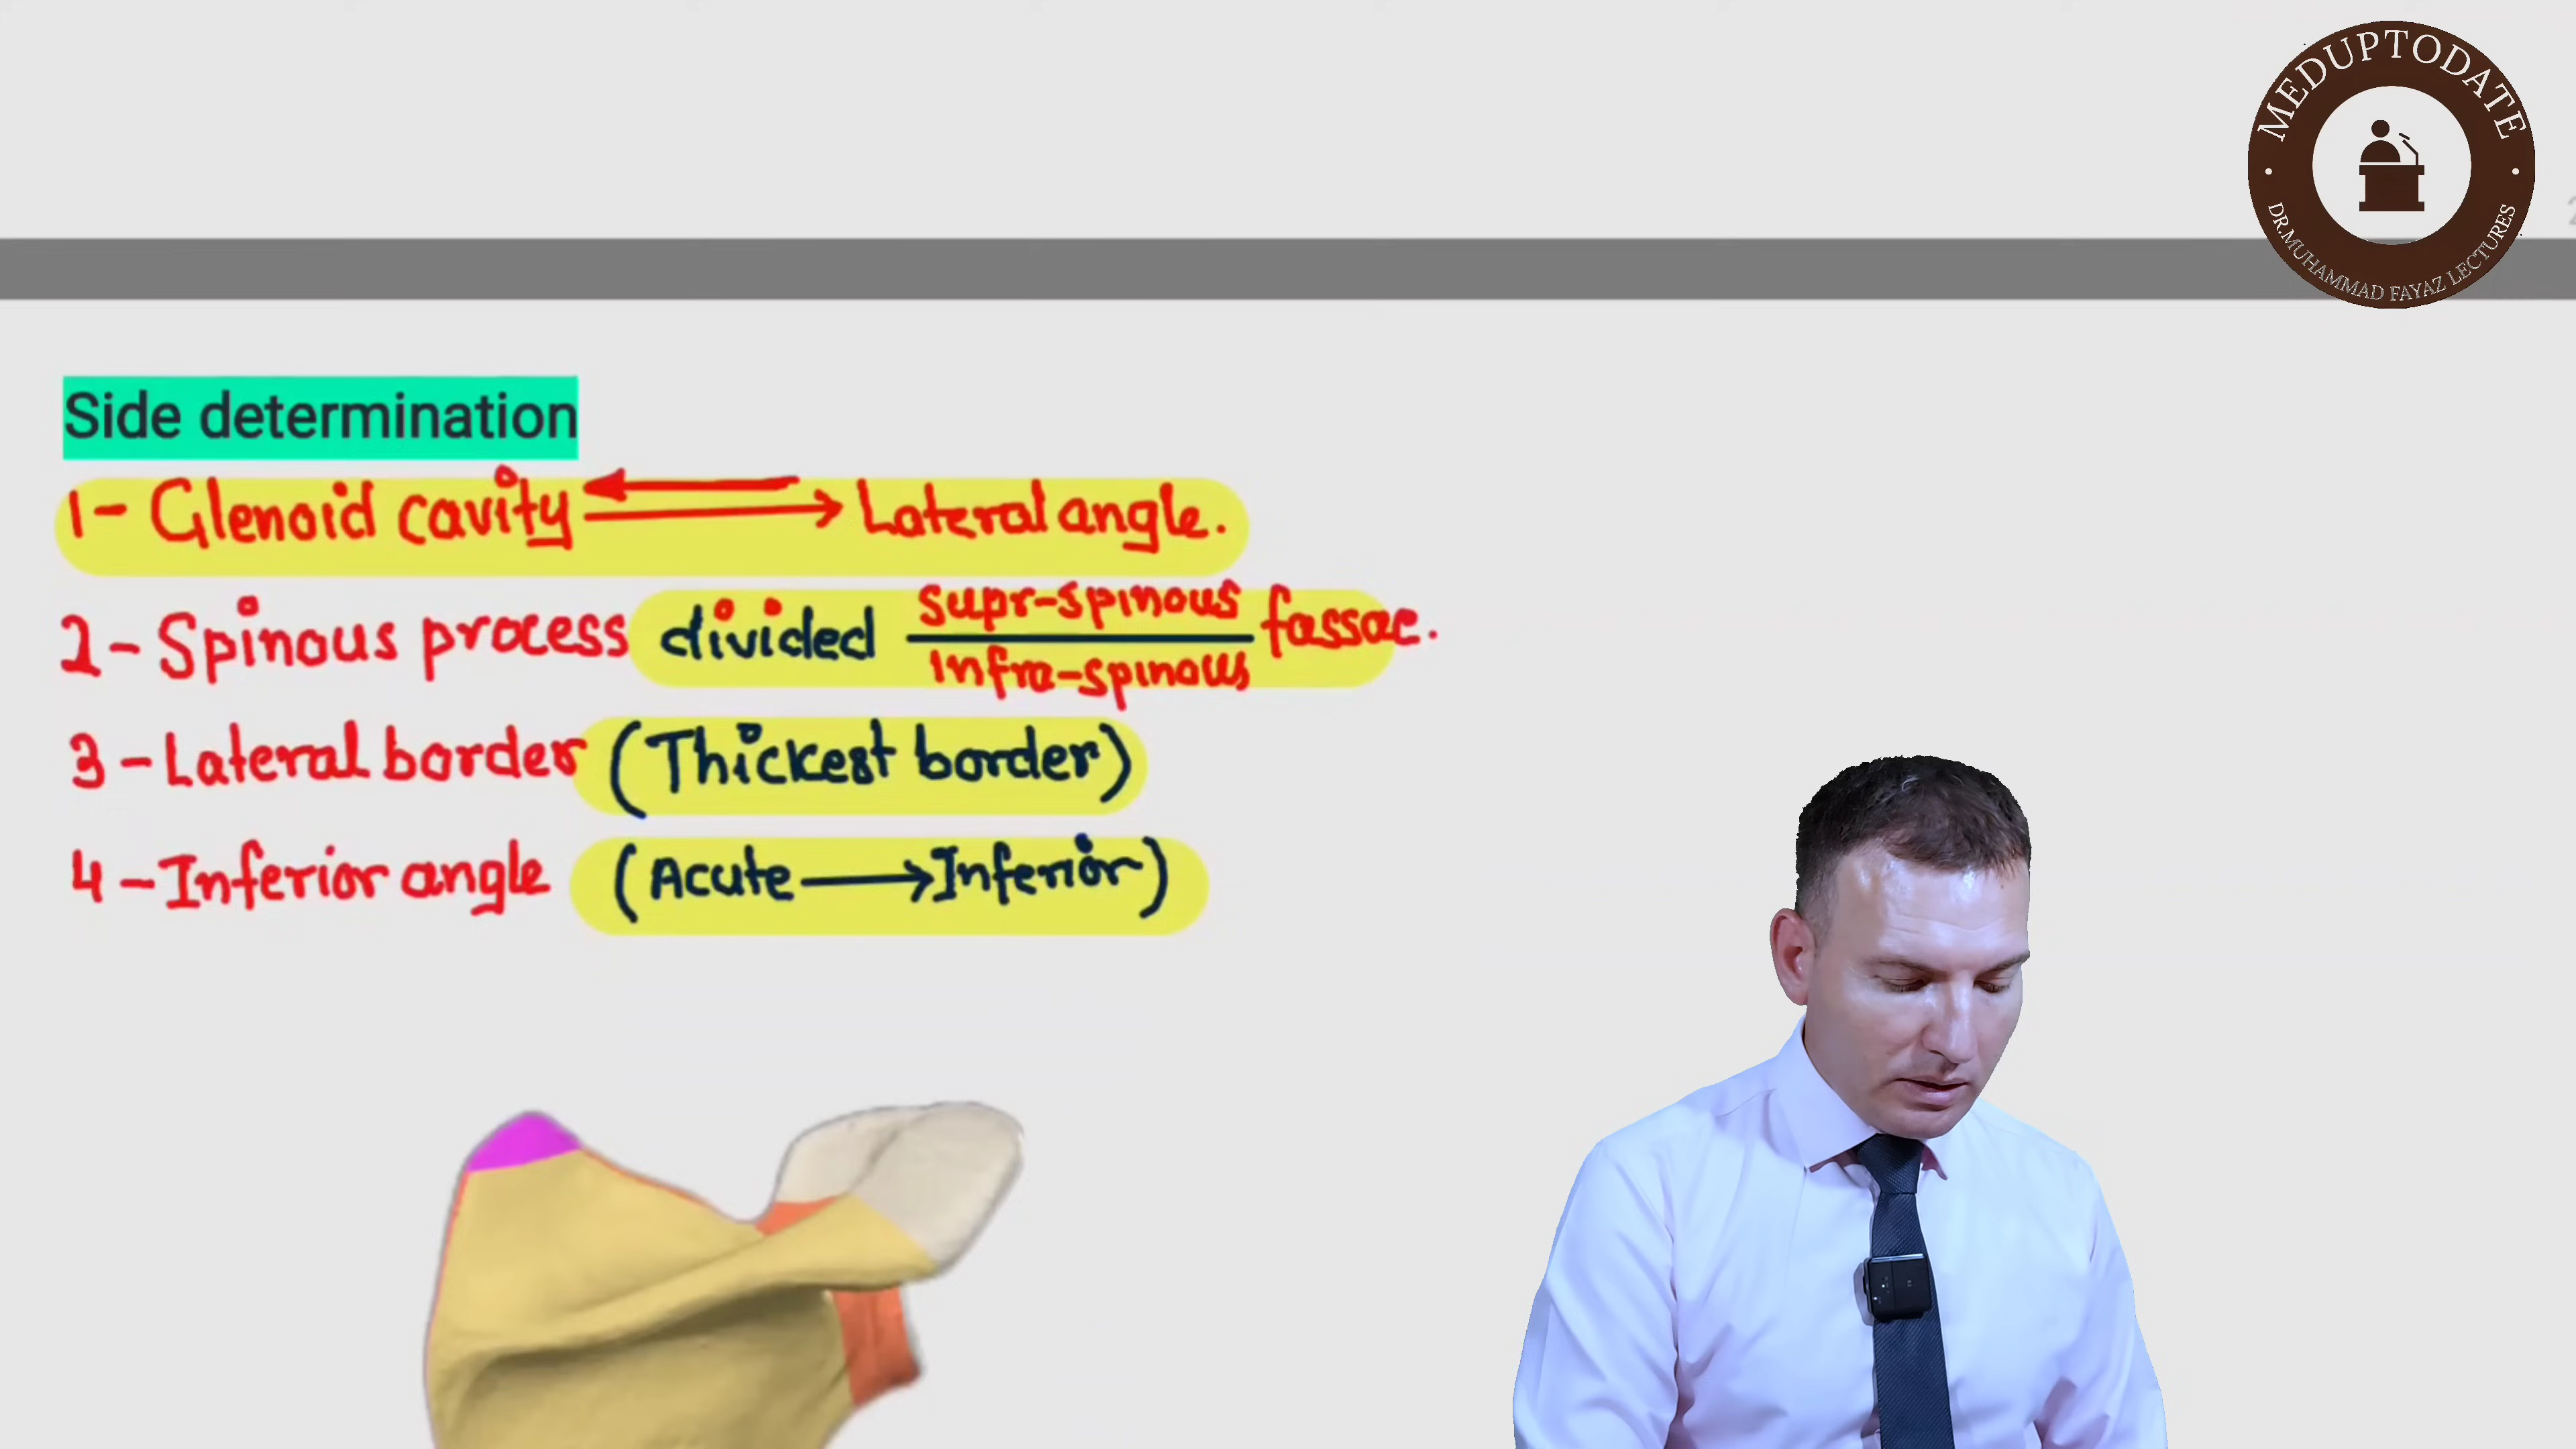 MEDUPTODATE
DR.MUHAMMAD FAYAZ LECTURES
Side determination
1- Glenoid cavity Lateral angle.
2- Spinous process divided supr-spinous
infra-spinous fassae.
3 - Lateral border (Thickest border)
4 - Inferior angle (Acute → Inferior)